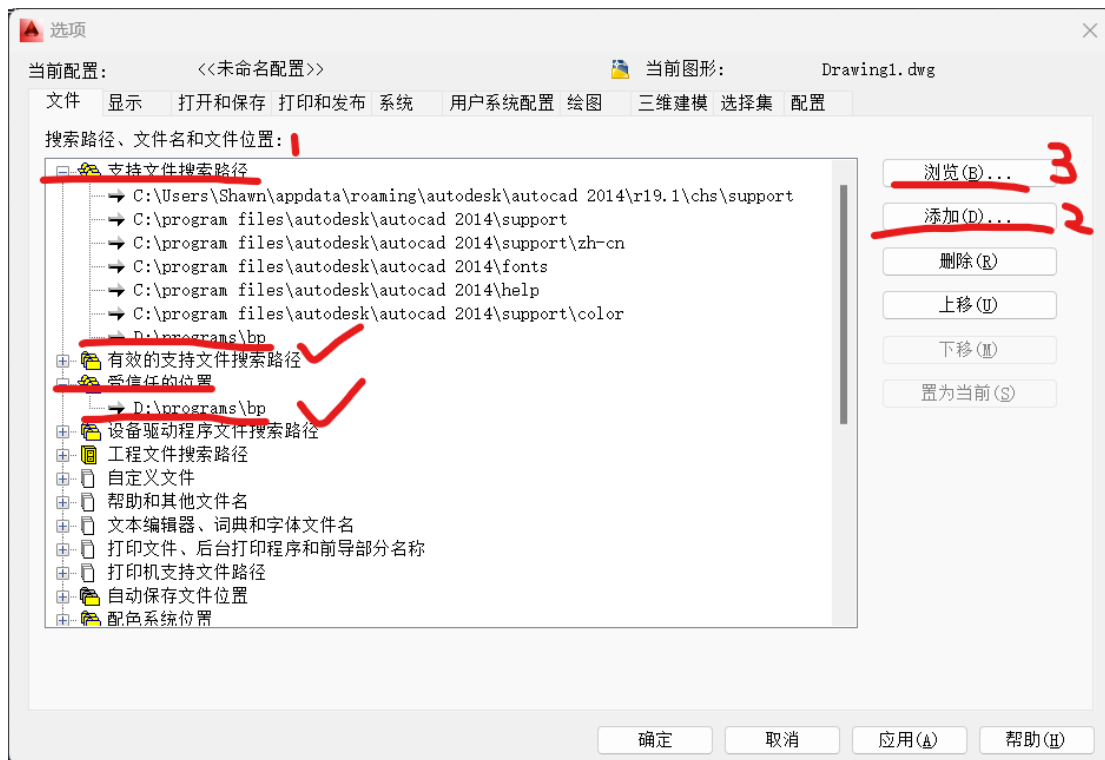 选项
当前配置: <<未命名配置>> 当前图形: Drawing1.dwg
文件 显示 打开和保存 打印和发布 系统 用户系统配置 绘图 三维建模 选择集 配置
搜索路径、文件名和文件位置: 1
支持文件搜索路径
C:\Users\Shawn\appdata\roaming\autodesk\autocad 2014\r19.1\chs\support
C:\program files\autodesk\autocad 2014\support
C:\program files\autodesk\autocad 2014\support\zh-cn
C:\program files\autodesk\autocad 2014\fonts
C:\program files\autodesk\autocad 2014\help
C:\program files\autodesk\autocad 2014\support\color
D:\programs\bp
有效的支持文件搜索路径
受信任的位置
D:\programs\bp
设备驱动程序文件搜索路径
工程文件搜索路径
自定义文件
帮助和其他文件名
文本编辑器、词典和字体文件名
打印文件、后台打印程序和前导部分名称
打印机支持文件路径
自动保存文件位置
配色系统位置
浏览(B)... 3
添加(D)... 2
删除(R)
上移(U)
下移(M)
置为当前(S)
确定 取消 应用(A) 帮助(H)